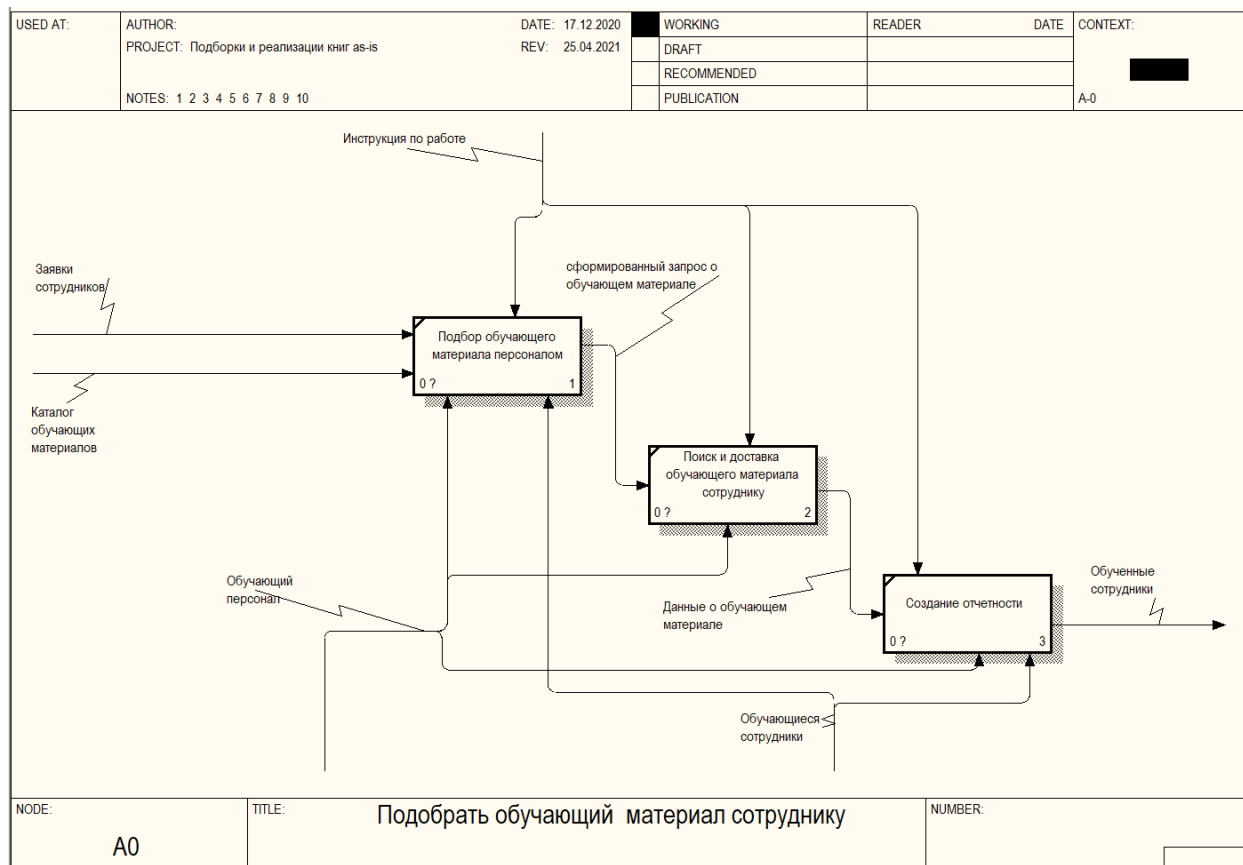 USED AT:
AUTHOR:
DATE: 17.12.2020
PROJECT: Подборки и реализации книг as-is
REV: 25.04.2021
NOTES: 1 2 3 4 5 6 7 8 9 10
WORKING
DRAFT
RECOMMENDED
PUBLICATION
READER
DATE
CONTEXT:
A-0
Инструкция по работе
Заявки
сотрудников
сформированный запрос о
обучающем материале
Подбор обучающего
материала персоналом
0 ?
1
Каталог
обучающих
материалов
Поиск и доставка
обучающего материала
сотруднику
0 ?
2
Обучающий
персонал
Данные о обучающем
материале
Создание отчетности
0 ?
3
Обученные
сотрудники
Обучающиеся
сотрудники
NODE:
A0
TITLE:
Подобрать обучающий материал сотруднику
NUMBER: